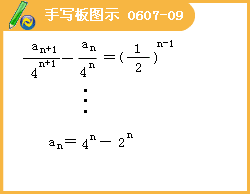 手写板图示 0607-09
a_{n+1}/4^{n+1} - a_n/4^n = (1/2)^{n-1}
⋮
a_n = 4^n - 2^n